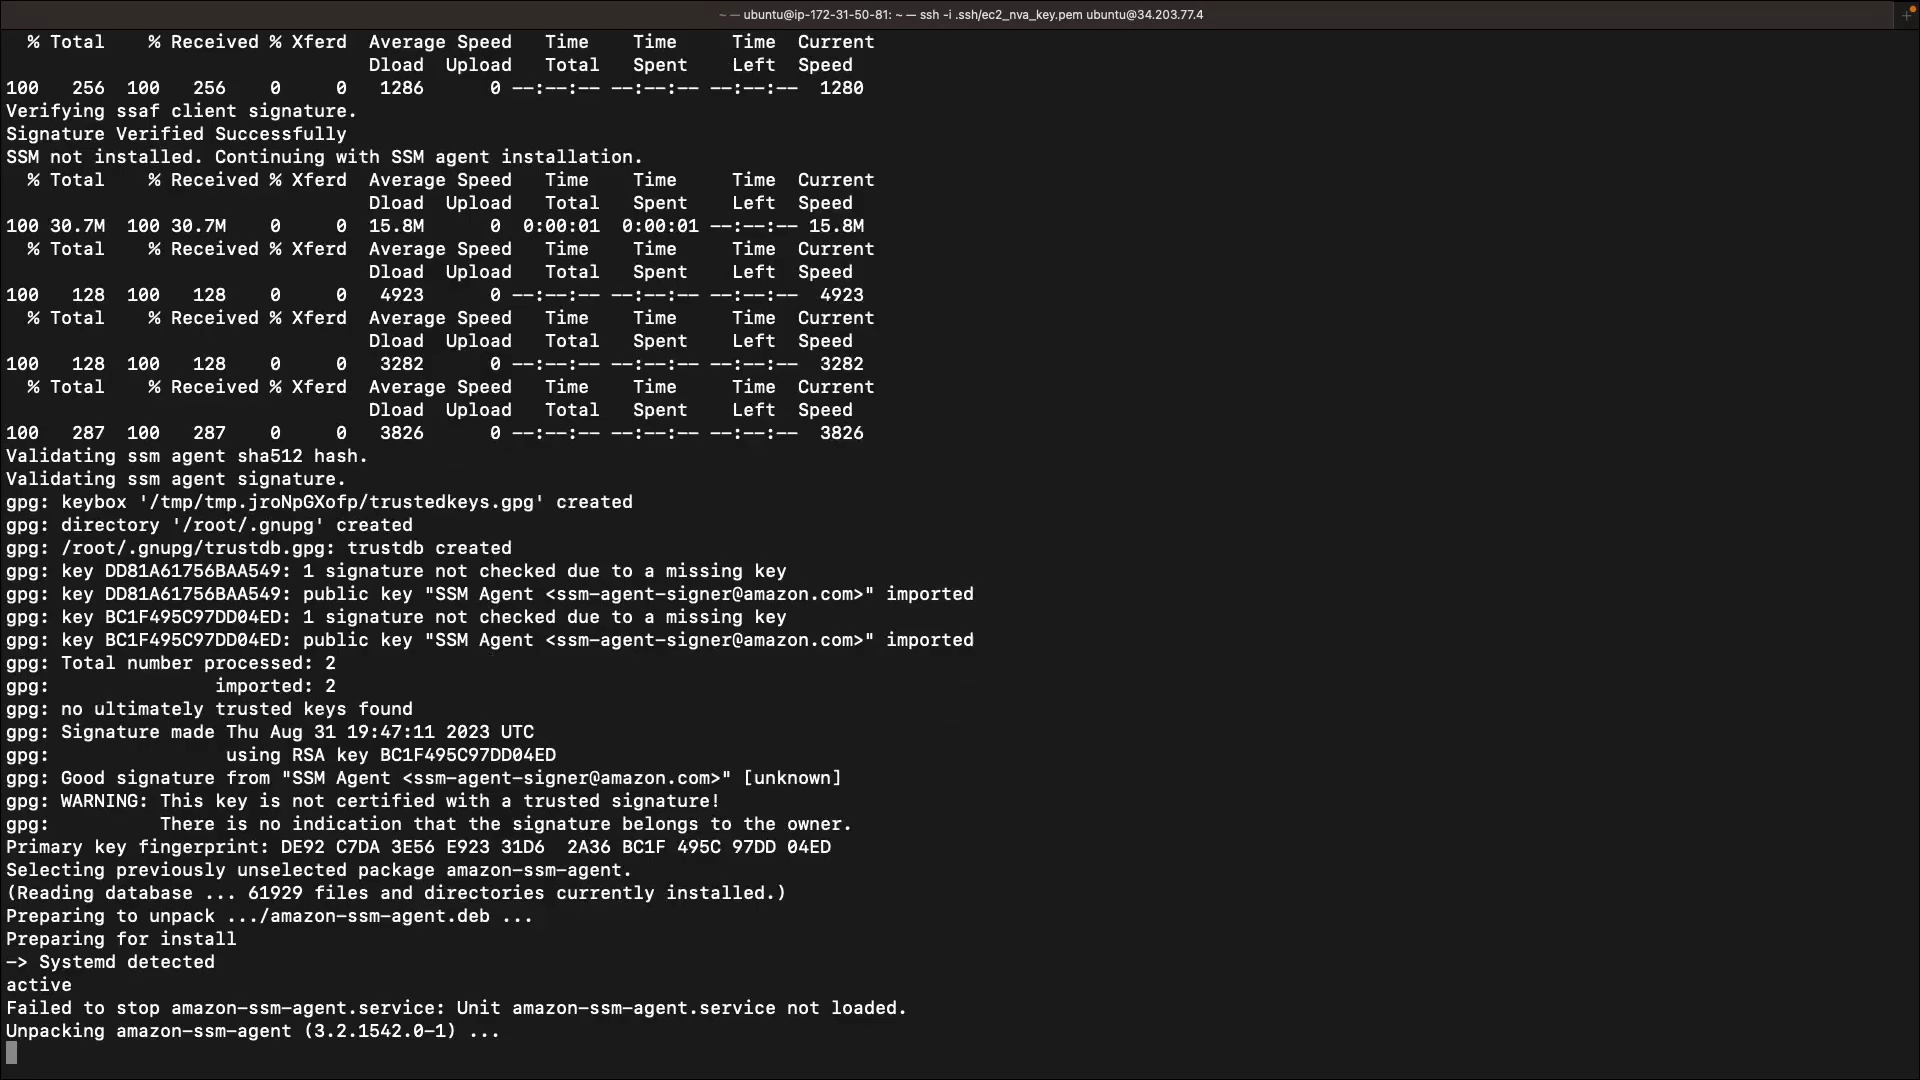 ~ — ubuntu@ip-172-31-50-81: ~ — ssh -i .ssh/ec2_nva_key.pem ubuntu@34.203.77.4
  % Total    % Received % Xferd  Average Speed   Time    Time     Time  Current
                                 Dload  Upload   Total   Spent    Left  Speed
100   256  100   256    0     0   1286      0 --:--:-- --:--:-- --:--:--  1280
Verifying ssaf client signature.
Signature Verified Successfully
SSM not installed. Continuing with SSM agent installation.
  % Total    % Received % Xferd  Average Speed   Time    Time     Time  Current
                                 Dload  Upload   Total   Spent    Left  Speed
100 30.7M  100 30.7M    0     0  15.8M      0  0:00:01  0:00:01 --:--:-- 15.8M
  % Total    % Received % Xferd  Average Speed   Time    Time     Time  Current
                                 Dload  Upload   Total   Spent    Left  Speed
100   128  100   128    0     0   4923      0 --:--:-- --:--:-- --:--:--  4923
  % Total    % Received % Xferd  Average Speed   Time    Time     Time  Current
                                 Dload  Upload   Total   Spent    Left  Speed
100   128  100   128    0     0   3282      0 --:--:-- --:--:-- --:--:--  3282
  % Total    % Received % Xferd  Average Speed   Time    Time     Time  Current
                                 Dload  Upload   Total   Spent    Left  Speed
100   287  100   287    0     0   3826      0 --:--:-- --:--:-- --:--:--  3826
Validating ssm agent sha512 hash.
Validating ssm agent signature.
gpg: keybox '/tmp/tmp.jroNpGXofp/trustedkeys.gpg' created
gpg: directory '/root/.gnupg' created
gpg: /root/.gnupg/trustdb.gpg: trustdb created
gpg: key DD81A61756BAA549: 1 signature not checked due to a missing key
gpg: key DD81A61756BAA549: public key "SSM Agent <ssm-agent-signer@amazon.com>" imported
gpg: key BC1F495C97DD04ED: 1 signature not checked due to a missing key
gpg: key BC1F495C97DD04ED: public key "SSM Agent <ssm-agent-signer@amazon.com>" imported
gpg: Total number processed: 2
gpg:               imported: 2
gpg: no ultimately trusted keys found
gpg: Signature made Thu Aug 31 19:47:11 2023 UTC
gpg:                using RSA key BC1F495C97DD04ED
gpg: Good signature from "SSM Agent <ssm-agent-signer@amazon.com>" [unknown]
gpg: WARNING: This key is not certified with a trusted signature!
gpg:          There is no indication that the signature belongs to the owner.
Primary key fingerprint: DE92 C7DA 3E56 E923 31D6  2A36 BC1F 495C 97DD 04ED
Selecting previously unselected package amazon-ssm-agent.
(Reading database ... 61929 files and directories currently installed.)
Preparing to unpack .../amazon-ssm-agent.deb ...
Preparing for install
-> Systemd detected
active
Failed to stop amazon-ssm-agent.service: Unit amazon-ssm-agent.service not loaded.
Unpacking amazon-ssm-agent (3.2.1542.0-1) ...